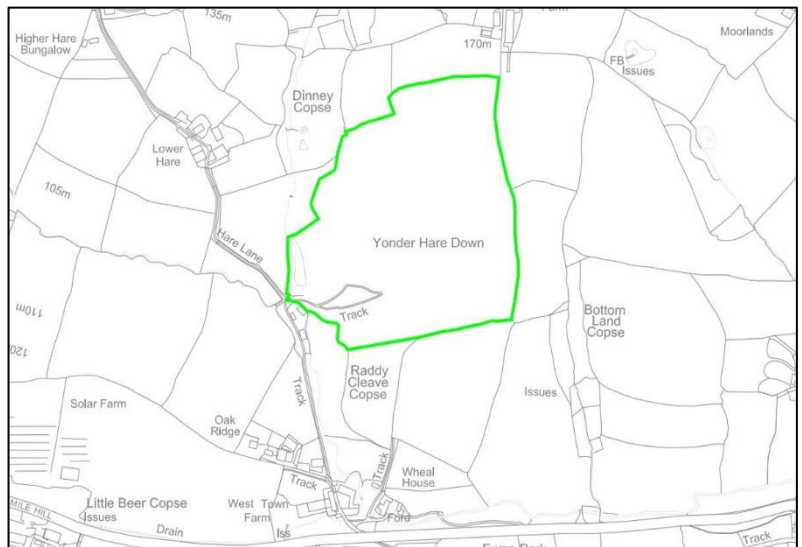 135m
Higher Hare
Bungalow
170m
Moorlands
FB
Issues
Dinney
Copse
Lower
Hare
105m
Hare Lane
Yonder Hare Down
Track
110m
Bottom
Land
Copse
Track
Raddy
Cleave
Copse
Issues
Solar Farm
Oak
Ridge
Track
Track
Wheal
House
Little Beer Copse
Issues
West Town
Farm
Ford
MILE HILL
Drain
Iss
Track